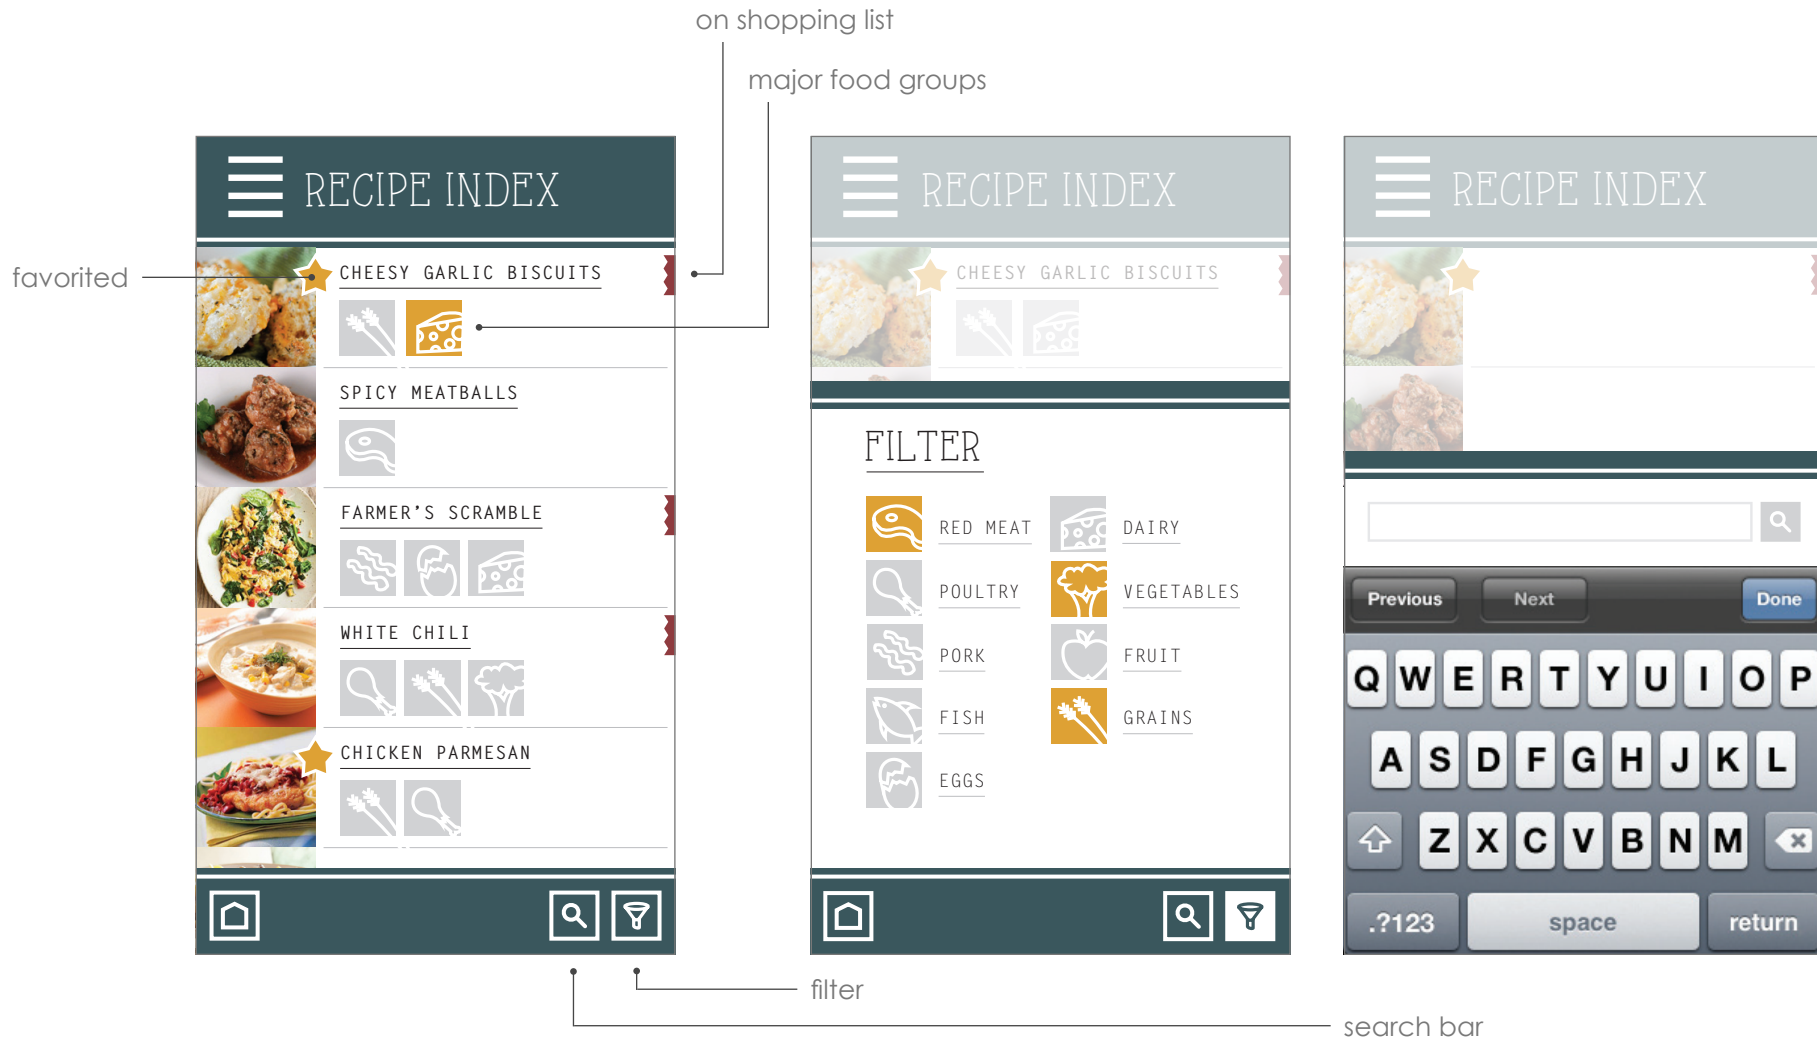 on shopping list
major food groups
favorited
RECIPE INDEX
CHEESY GARLIC BISCUITS
SPICY MEATBALLS
FARMER'S SCRAMBLE
WHITE CHILI
CHICKEN PARMESAN
RECIPE INDEX
CHEESY GARLIC BISCUITS
FILTER
RED MEAT
DAIRY
POULTRY
VEGETABLES
PORK
FRUIT
FISH
GRAINS
EGGS
RECIPE INDEX
Previous Next Done
Q W E R T Y U I O P
A S D F G H J K L
Z X C V B N M
.?123 space return
filter
search bar